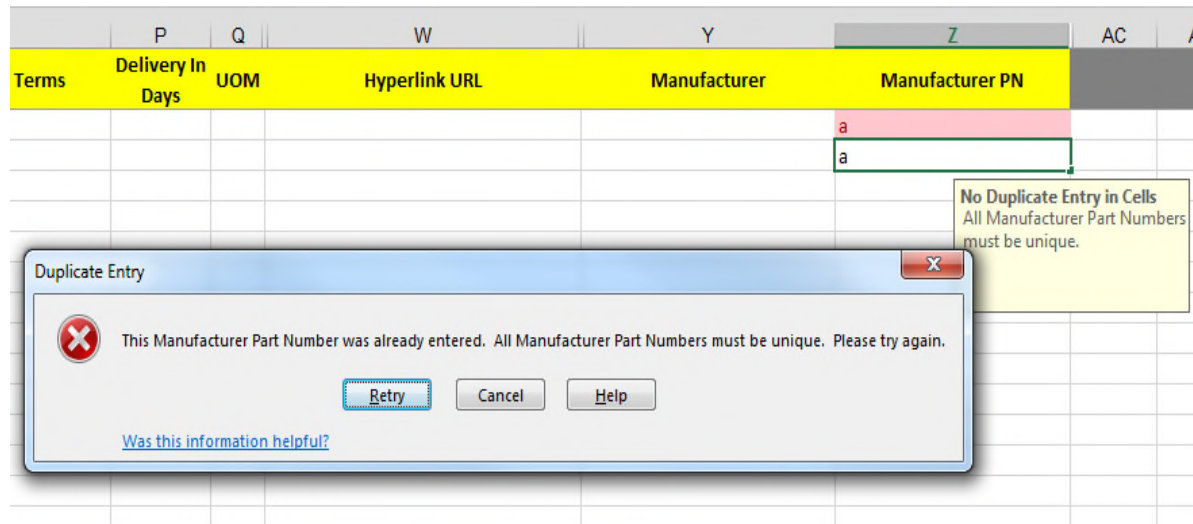 P Q W Y Z AC
Terms Delivery In Days UOM Hyperlink URL Manufacturer Manufacturer PN
a
a
No Duplicate Entry in Cells
All Manufacturer Part Numbers
must be unique.
Duplicate Entry
X
This Manufacturer Part Number was already entered. All Manufacturer Part Numbers must be unique. Please try again.
Retry Cancel Help
Was this information helpful?